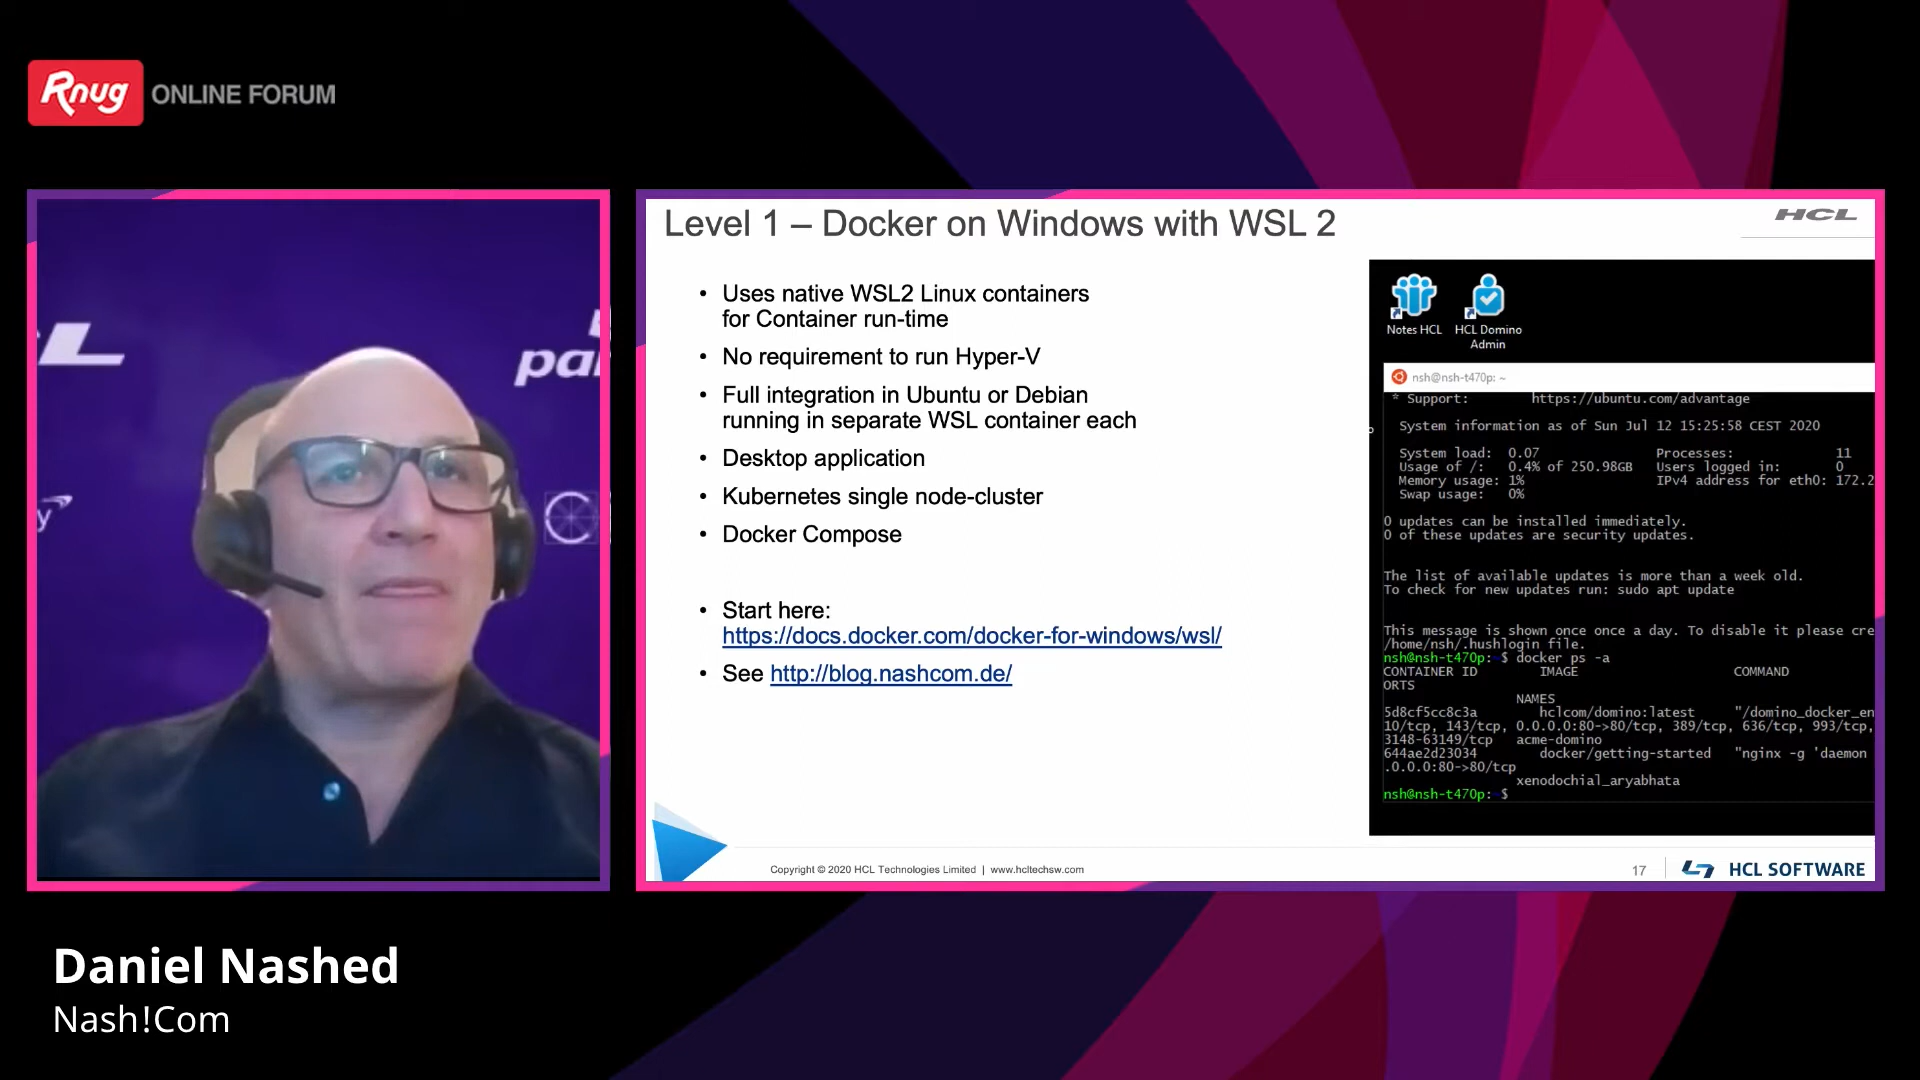 Rnug ONLINE FORUM
Level 1 – Docker on Windows with WSL 2
HCL
• Uses native WSL2 Linux containers
for Container run-time
• No requirement to run Hyper-V
• Full integration in Ubuntu or Debian
running in separate WSL container each
• Desktop application
• Kubernetes single node-cluster
• Docker Compose
• Start here:
https://docs.docker.com/docker-for-windows/wsl/
• See http://blog.nashcom.de/
Notes HCL
HCL Domino
Admin
nsh@nsh-t470p: ~
* Support: https://ubuntu.com/advantage
System information as of Sun Jul 12 15:25:58 CEST 2020
System load: 0.07 Processes: 11
Usage of /: 0.4% of 250.98GB Users logged in: 0
Memory usage: 1% IPv4 address for eth0: 172.2
Swap usage: 0%
0 updates can be installed immediately.
0 of these updates are security updates.
The list of available updates is more than a week old.
To check for new updates run: sudo apt update
This message is shown once once a day. To disable it please cre
/home/nsh/.hushlogin file.
nsh@nsh-t470p:~$ docker ps -a
CONTAINER ID IMAGE COMMAND
ORTS
NAMES
5d8cf5cc8c3a hclcom/domino:latest "/domino_docker_en
10/tcp, 143/tcp, 0.0.0.0:80->80/tcp, 389/tcp, 636/tcp, 993/tcp,
3148-63149/tcp acme-domino
644ae2d23034 docker/getting-started "nginx -g 'daemon
.0.0.0:80->80/tcp
xenodochial_aryabhata
nsh@nsh-t470p:~$
Copyright © 2020 HCL Technologies Limited | www.hcltechsw.com
17
HCL SOFTWARE
Daniel Nashed
Nash!Com